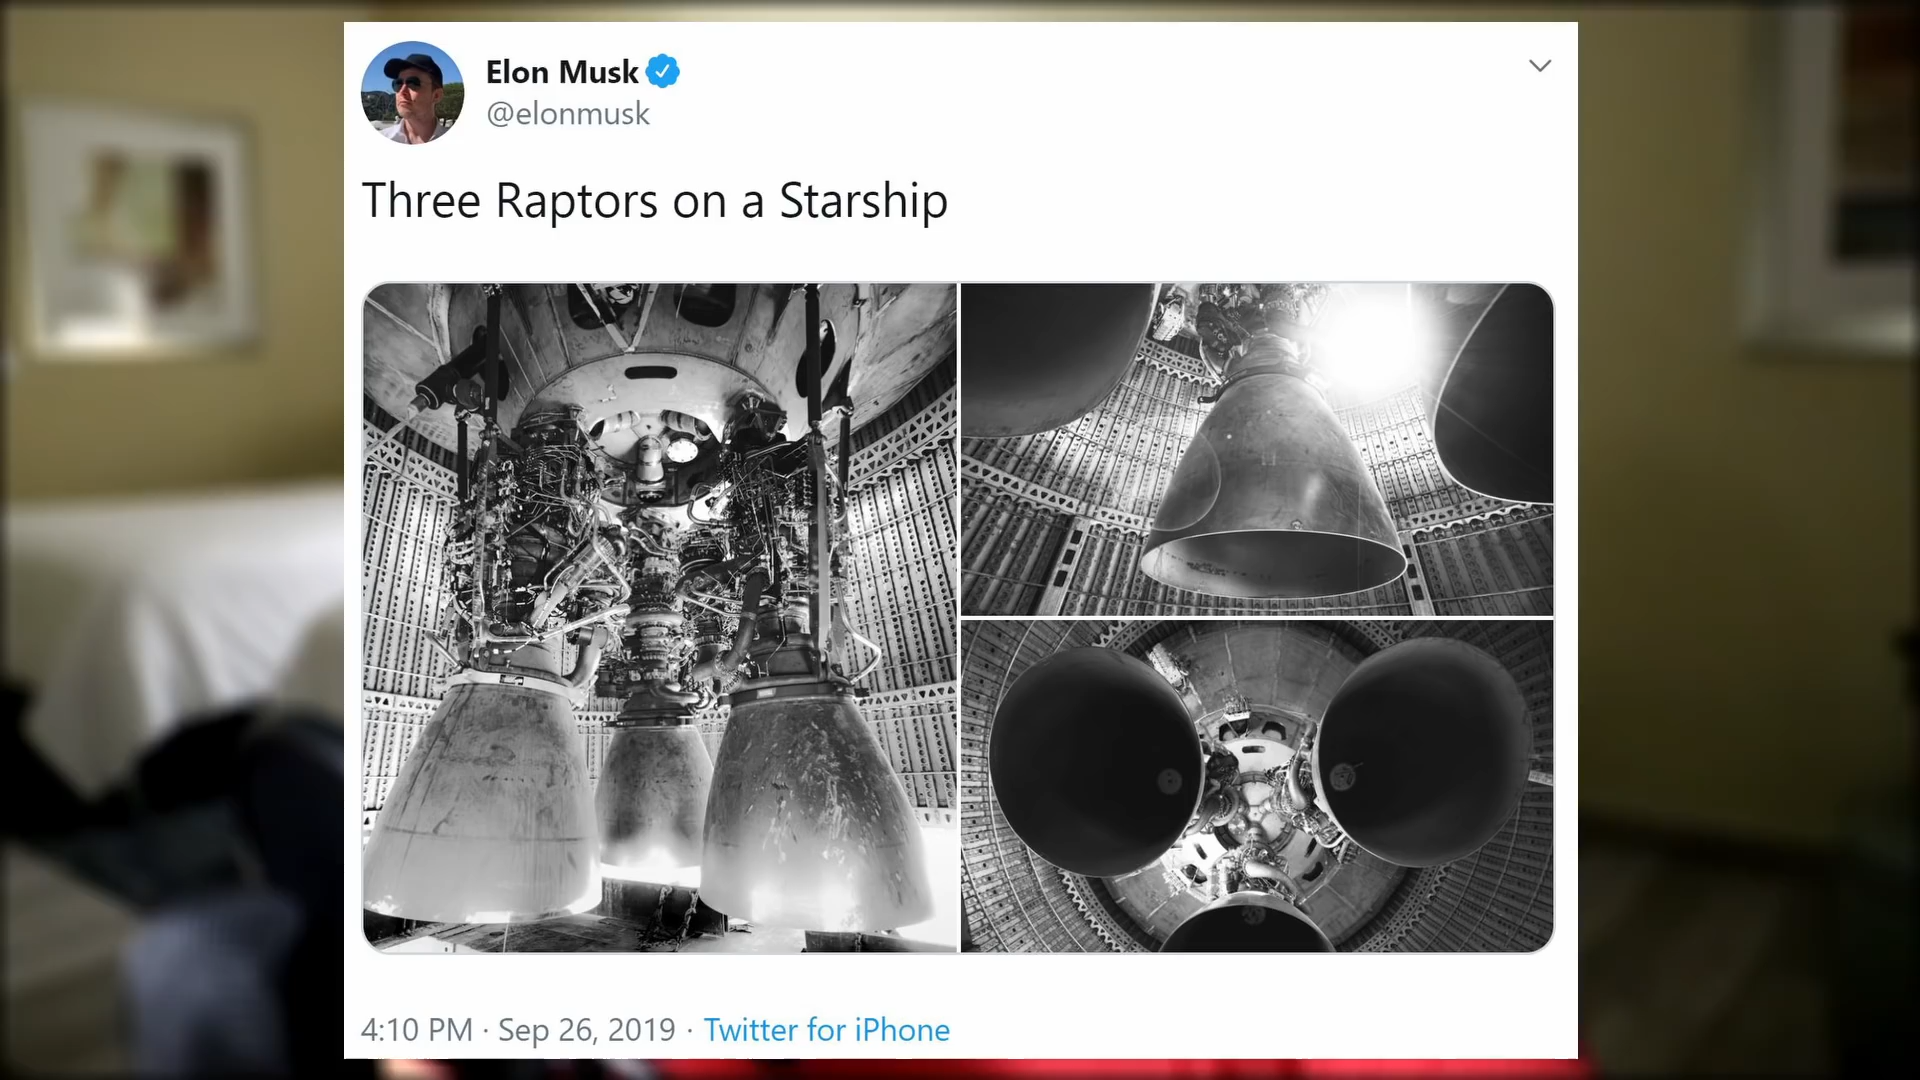 Elon Musk
@elonmusk
Three Raptors on a Starship
4:10 PM · Sep 26, 2019 · Twitter for iPhone